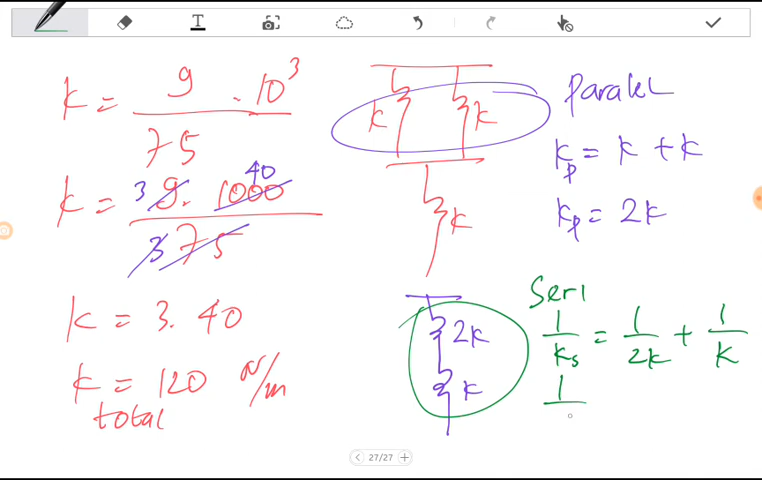 k = 9 / 75 . 10³
k = 9. 1000 / 75
3
40
3
k = 3. 40
k = 120 N/m
total
k
k
k
Paralel
kp = k + k
kp = 2k
2k
k
Seri
1/ks = 1/2k + 1/k
1
27/27
T